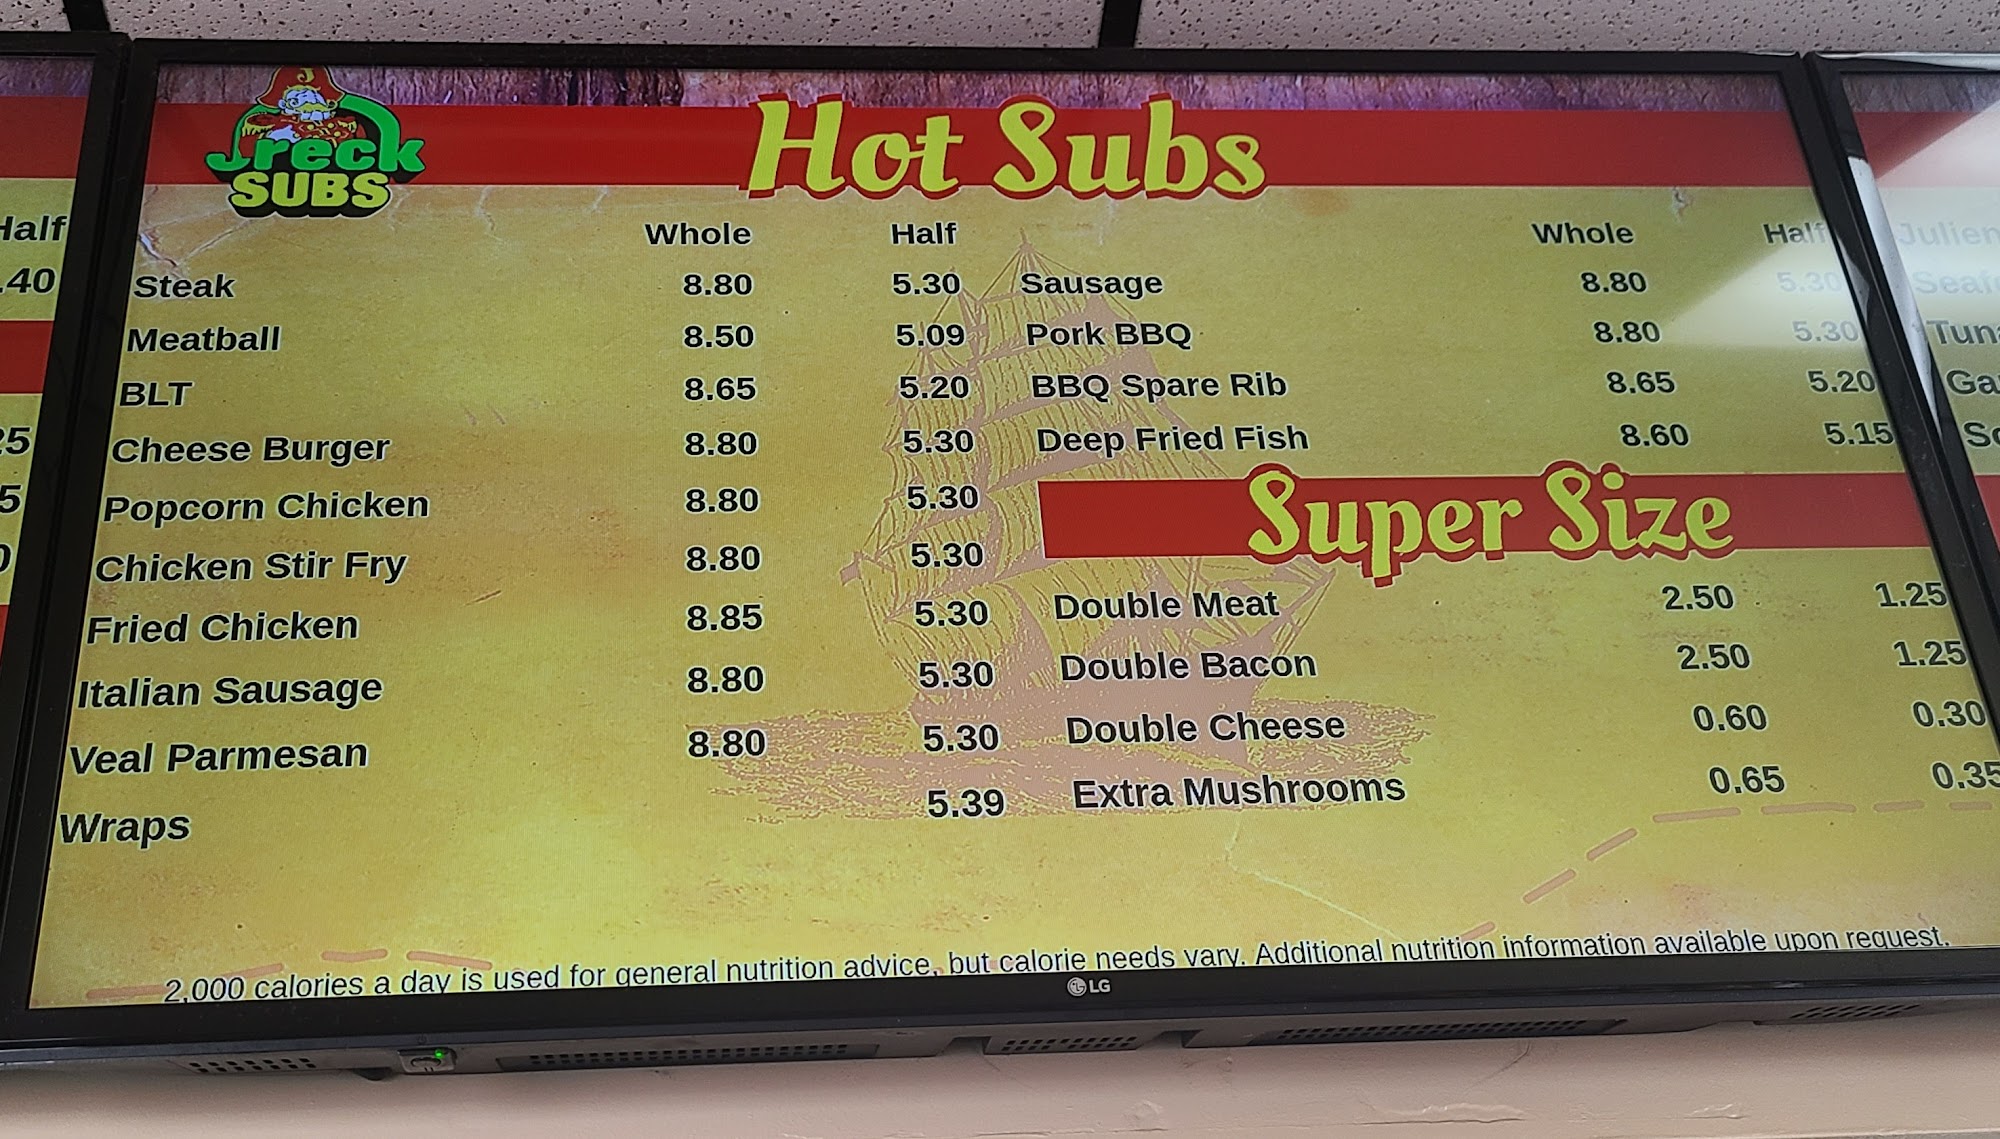 Jreck
SUBS
Hot Subs
Whole Half
Steak 8.80 5.30
Meatball 8.50 5.09
BLT 8.65 5.20
Cheese Burger 8.80 5.30
Popcorn Chicken 8.80 5.30
Chicken Stir Fry 8.80 5.30
Fried Chicken 8.85 5.30
Italian Sausage 8.80 5.30
Veal Parmesan 8.80 5.30
Wraps 5.39
Whole Half
Sausage 8.80 5.30
Pork BBQ 8.80 5.30
BBQ Spare Rib 8.65 5.20
Deep Fried Fish 8.60 5.15
Super Size
Double Meat 2.50 1.25
Double Bacon 2.50 1.25
Double Cheese 0.60 0.30
Extra Mushrooms 0.65 0.35
2,000 calories a day is used for general nutrition advice, but calorie needs vary. Additional nutrition information available upon request.
LG
Half
.40